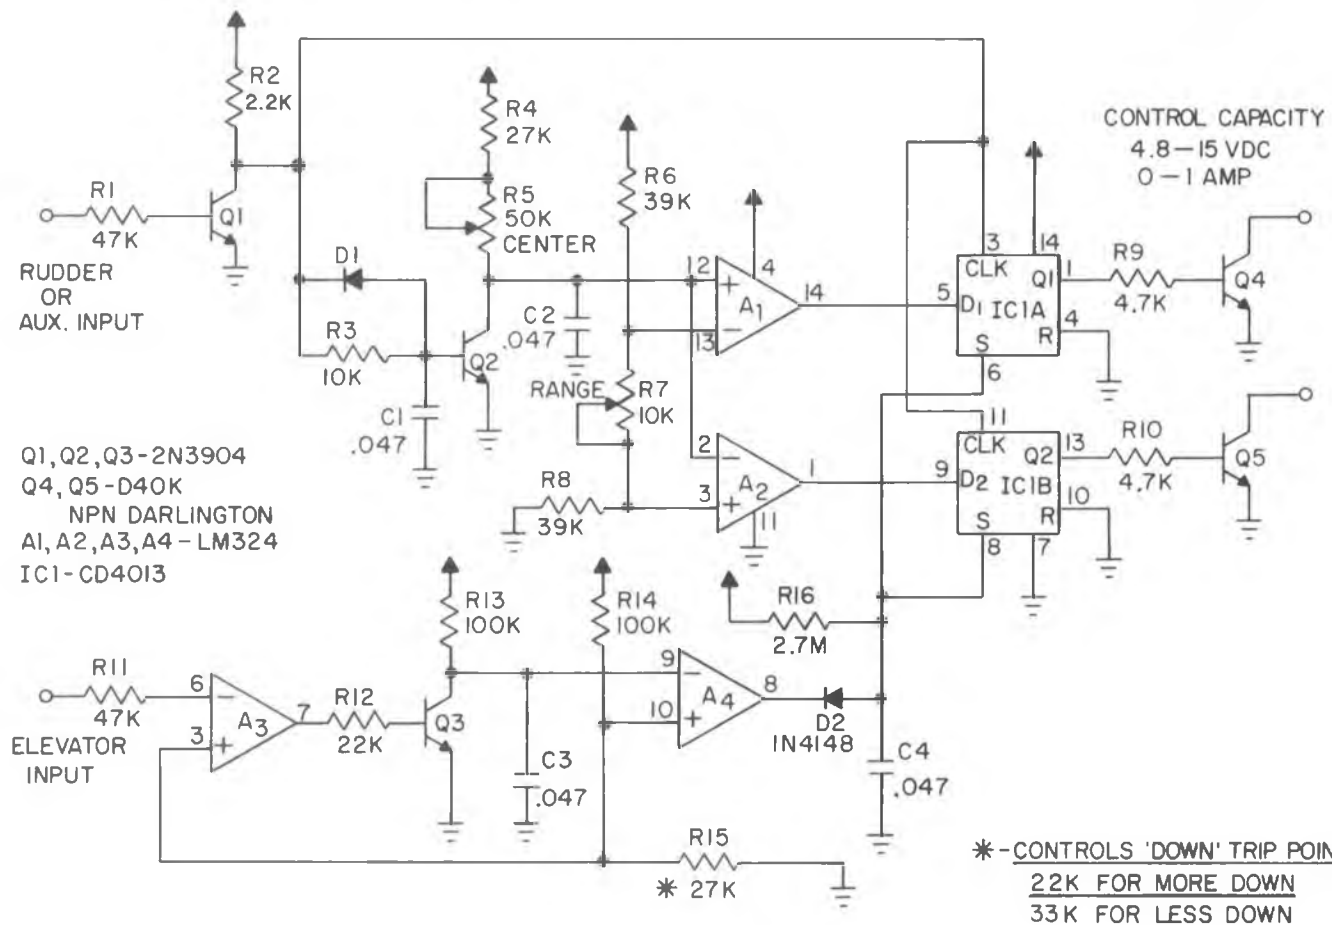 R2
2.2K
R1
47K
Q1
RUDDER
OR
AUX. INPUT
D1
R3
10K
C1
.047
R4
27K
R5
50K
CENTER
Q2
C2
.047
R6
39K
RANGE
R7
10K
R8
39K
12
+
4
A1
14
−
13
2
−
A2
1
3
+
11
CONTROL CAPACITY
4.8–15 VDC
0–1 AMP
3
14
CLK
Q1
1
5
D1
IC1A
4
R
S
6
R9
4.7K
Q4
11
CLK
Q2
13
9
D2
IC1B
10
R
S
8
7
R10
4.7K
Q5
Q1,Q2,Q3-2N3904
Q4,Q5-D40K
NPN DARLINGTON
A1,A2,A3,A4-LM324
IC1-CD4013
R11
47K
ELEVATOR
INPUT
6
−
A3
7
3
+
R12
22K
R13
100K
Q3
C3
.047
R14
100K
9
−
A4
8
10
+
R16
2.7M
D2
1N4148
C4
.047
R15
* 27K
*-CONTROLS 'DOWN' TRIP POIN
22K FOR MORE DOWN
33K FOR LESS DOWN